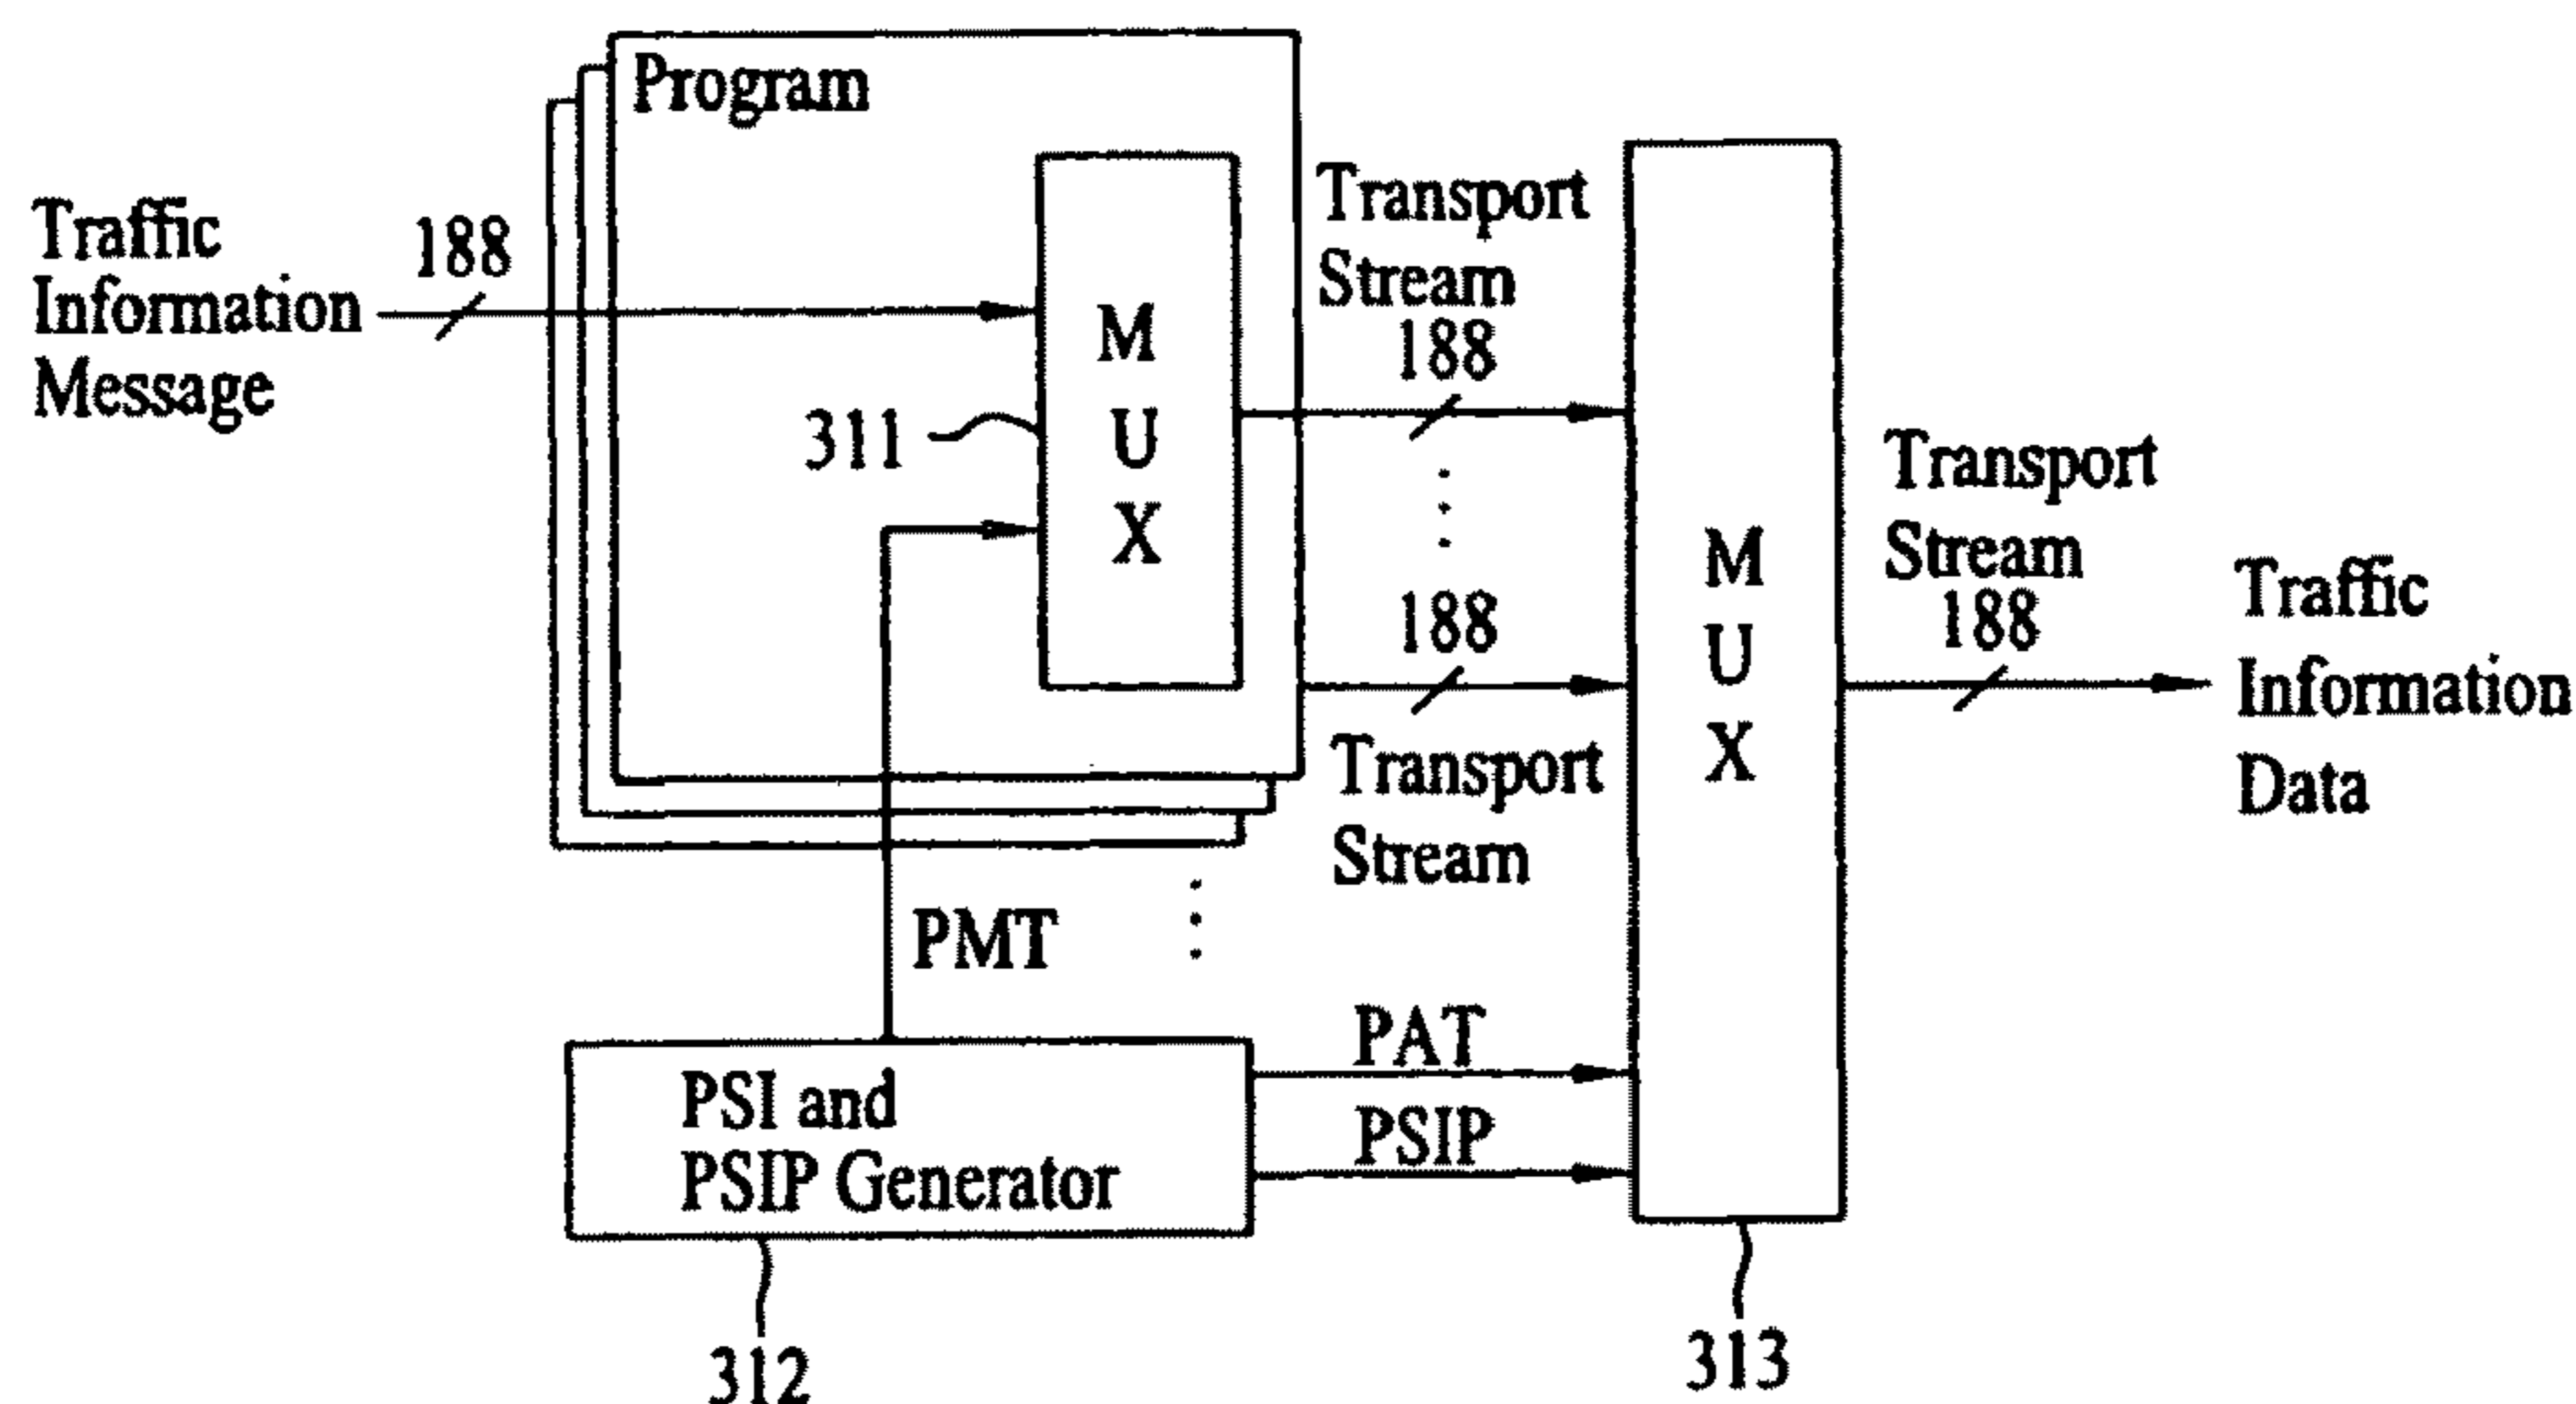 Program
Traffic
Information
Message
188
311
M
U
X
Transport
Stream
188
188
Transport
Stream
M
U
X
Transport
Stream
188
Traffic
Information
Data
PMT
PSI and
PSIP Generator
PAT
PSIP
312
313